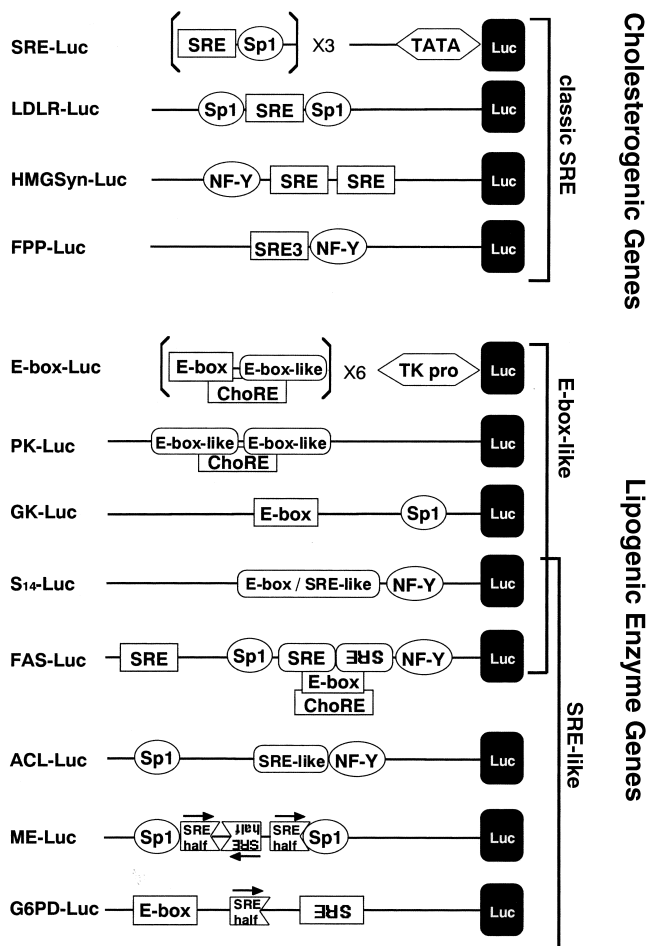 SRE-Luc SRE Sp1 X3 TATA Luc
LDLR-Luc Sp1 SRE Sp1 Luc
HMGSyn-Luc NF-Y SRE SRE Luc
FPP-Luc SRE3 NF-Y Luc
classic SRE
Cholesterogenic Genes
E-box-Luc E-box E-box-like X6 TK pro Luc
ChoRE
PK-Luc E-box-like E-box-like Luc
ChoRE
GK-Luc E-box Sp1 Luc
E-box-like
S14-Luc E-box / SRE-like NF-Y Luc
FAS-Luc SRE Sp1 SRE SRE NF-Y Luc
E-box
ChoRE
ACL-Luc Sp1 SRE-like NF-Y Luc
ME-Luc Sp1 SRE half SRE half SRE half Sp1 Luc
G6PD-Luc E-box SRE half SRE Luc
SRE-like
Lipogenic Enzyme Genes